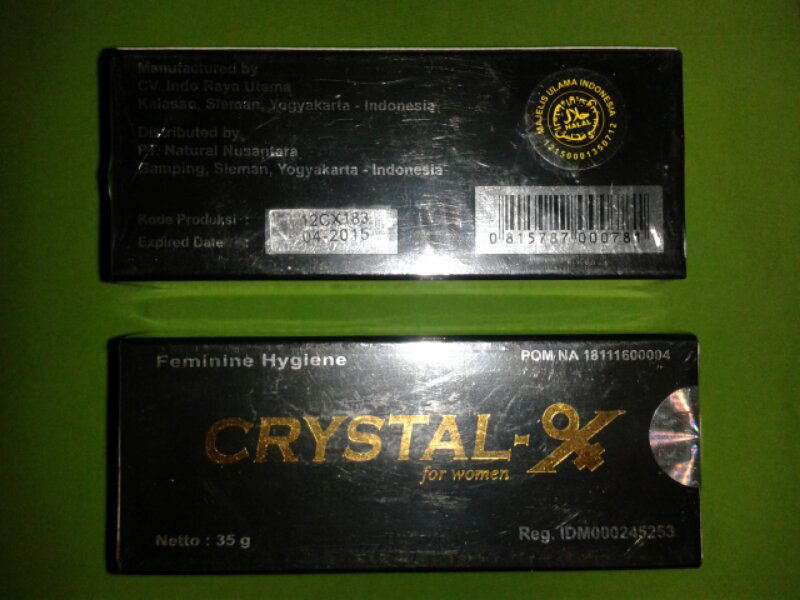 Manufactured by
CV. Indo Raya Utama
Kalasan, Sleman, Yogyakarta - Indonesia
Distributed by
P.T. Natural Nusantara
Gamping, Sleman, Yogyakarta - Indonesia
Kode Produksi : 12CX183
Expired Date : 04-2015
MAJELIS ULAMA INDONESIA
حلال
HALAL
12150001350712
0 815787 000781
Feminine Hygiene
POM NA 18111600004
CRYSTAL-X
for women
Netto : 35 g
Reg. IDM000245253